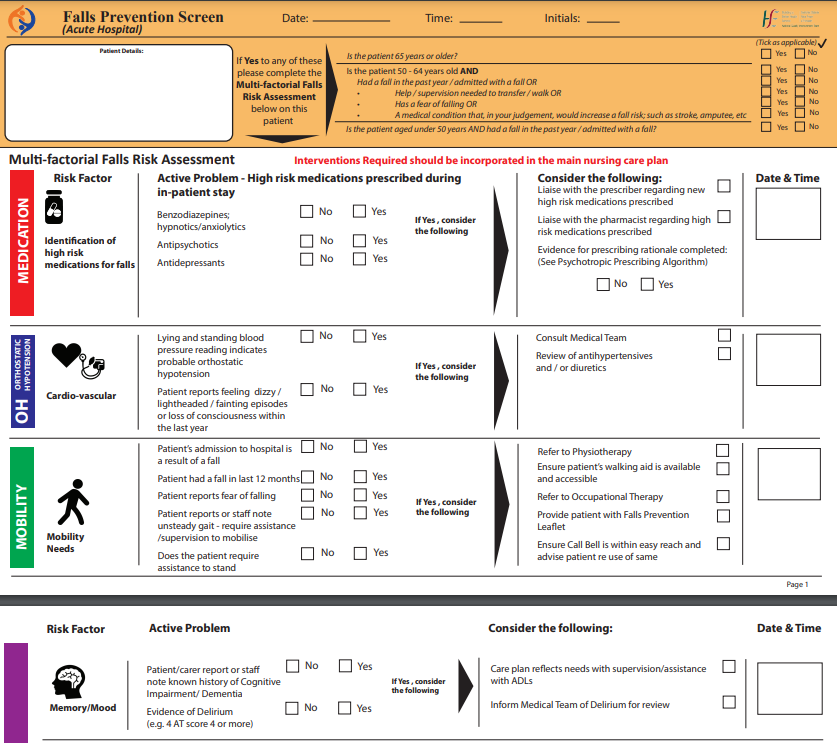 Falls Prevention Screen
(Acute Hospital)
Date:
Time:
Initials:
(Tick as applicable)
Patient Details:
If Yes to any of these
please complete the
Multi-factorial Falls
Risk Assessment
below on this
patient
Is the patient 65 years or older?
Yes No
Is the patient 50 - 64 years old AND
Yes No
Had a fall in the past year / admitted with a fall OR
Yes No
• Help / supervision needed to transfer / walk OR
Yes No
• Has a fear of falling OR
Yes No
• A medical condition that, in your judgement, would increase a fall risk; such as stroke, amputee, etc
Yes No
Is the patient aged under 50 years AND had a fall in the past year / admitted with a fall?
Yes No
Multi-factorial Falls Risk Assessment
Interventions Required should be incorporated in the main nursing care plan
MEDICATION
Risk Factor
Identification of
high risk
medications for falls
Active Problem - High risk medications prescribed during
in-patient stay
Benzodiazepines;
hypnotics/anxiolytics
No Yes
Antipsychotics
No Yes
Antidepressants
No Yes
If Yes , consider
the following
Consider the following:
Liaise with the prescriber regarding new
high risk medications prescribed
Liaise with the pharmacist regarding high
risk medications prescribed
Evidence for prescribing rationale completed:
(See Psychotropic Prescribing Algorithm)
No Yes
Date & Time
OH ORTHOSTATIC
HYPOTENSION
Cardio-vascular
Lying and standing blood
pressure reading indicates
probable orthostatic
hypotension
No Yes
Patient reports feeling dizzy /
lightheaded / fainting episodes
or loss of consciousness within
the last year
No Yes
If Yes , consider
the following
Consult Medical Team
Review of antihypertensives
and / or diuretics
MOBILITY
Mobility
Needs
Patient's admission to hospital is
a result of a fall
No Yes
Patient had a fall in last 12 months
No Yes
Patient reports fear of falling
No Yes
Patient reports or staff note
unsteady gait - require assistance
/supervision to mobilise
No Yes
Does the patient require
assistance to stand
No Yes
If Yes , consider
the following
Refer to Physiotherapy
Ensure patient's walking aid is available
and accessible
Refer to Occupational Therapy
Provide patient with Falls Prevention
Leaflet
Ensure Call Bell is within easy reach and
advise patient re use of same
Page 1
Risk Factor
Active Problem
Consider the following:
Date & Time
Memory/Mood
Patient/carer report or staff
note known history of Cognitive
Impairment/ Dementia
No Yes
Evidence of Delirium
(e.g. 4 AT score 4 or more)
No Yes
If Yes , consider
the following
Care plan reflects needs with supervision/assistance
with ADLs
Inform Medical Team of Delirium for review